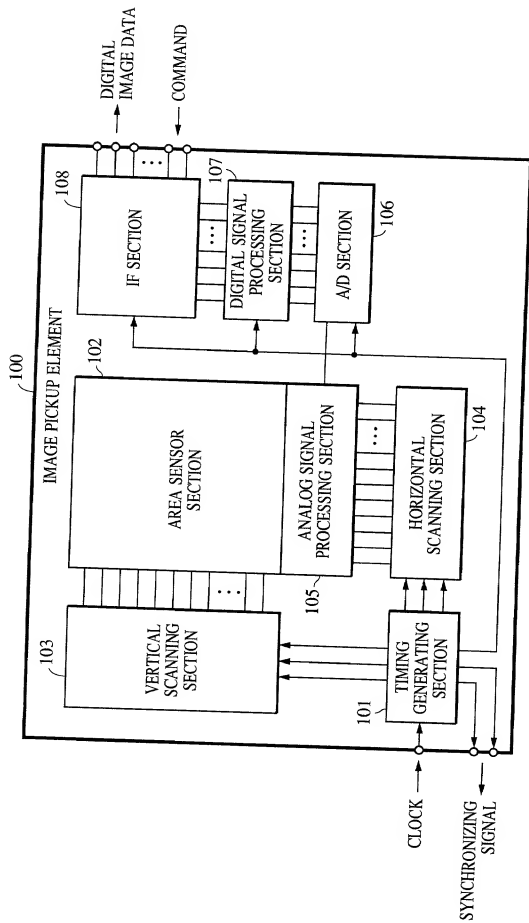 100
IMAGE PICKUP ELEMENT
103
VERTICAL
SCANNING
SECTION
102
AREA SENSOR
SECTION
108
IF SECTION
DIGITAL
IMAGE DATA
COMMAND
107
DIGITAL SIGNAL
PROCESSING
SECTION
105
ANALOG SIGNAL
PROCESSING SECTION
106
A/D SECTION
101
TIMING
GENERATING
SECTION
104
HORIZONTAL
SCANNING SECTION
CLOCK
SYNCHRONIZING
SIGNAL